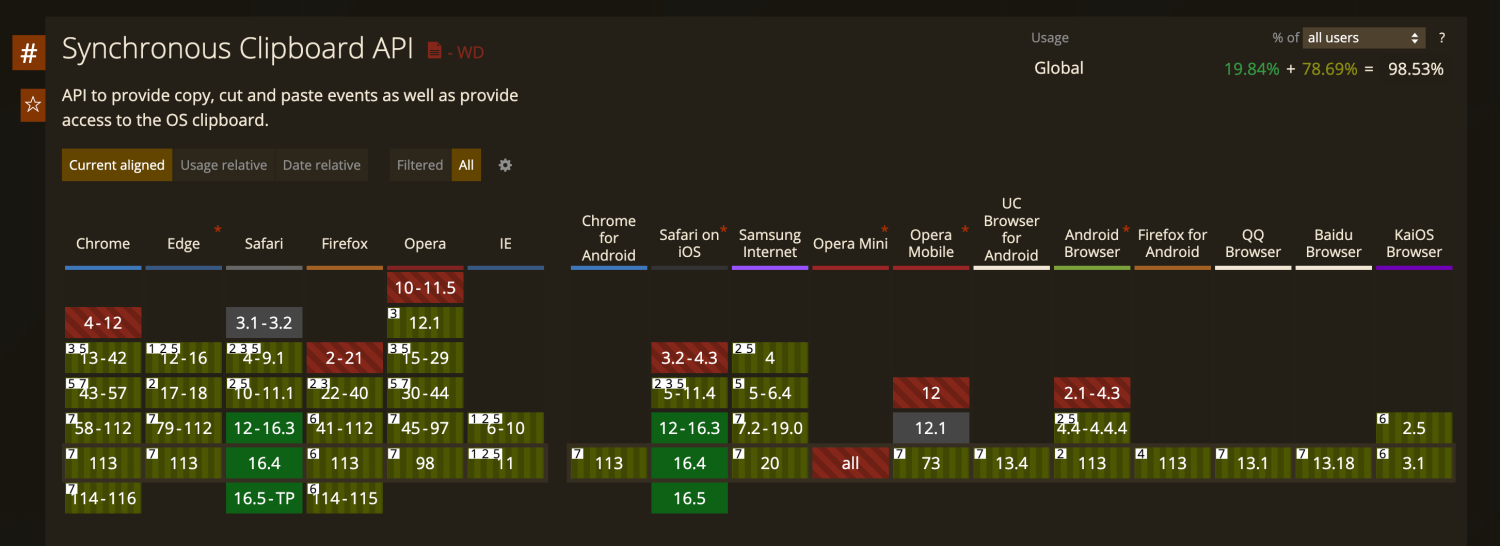 #
Synchronous Clipboard API - WD
Usage % of all users ?
Global 19.84% + 78.69% = 98.53%
☆
API to provide copy, cut and paste events as well as provide
access to the OS clipboard.
Current aligned Usage relative Date relative Filtered All
Chrome Edge * Safari Firefox Opera IE
Chrome for Android
Safari on iOS *
Samsung Internet
Opera Mini *
Opera Mobile *
UC Browser for Android
Android Browser *
Firefox for Android
QQ Browser
Baidu Browser
KaiOS Browser
10-11.5
4-12 3.1-3.2 3 12.1
3 5 13-42 1 2 5 12-16 2 3 5 4-9.1 2-21 3 5 15-29 3.2-4.3 2 5 4
5 7 43-57 2 17-18 2 5 10-11.1 2 3 22-40 5 7 30-44 2 3 5 5-11.4 5 5-6.4 12 2.1-4.3
7 58-112 7 79-112 12-16.3 6 41-112 7 45-97 1 2 5 6-10 12-16.3 7 7.2-19.0 12.1 2 5 4.4-4.4.4 6 2.5
7 113 7 113 16.4 6 113 7 98 1 2 5 11 7 113 16.4 7 20 all 7 73 7 13.4 2 113 4 113 7 13.1 7 13.18 6 3.1
7 114-116 16.5-TP 6 114-115 16.5